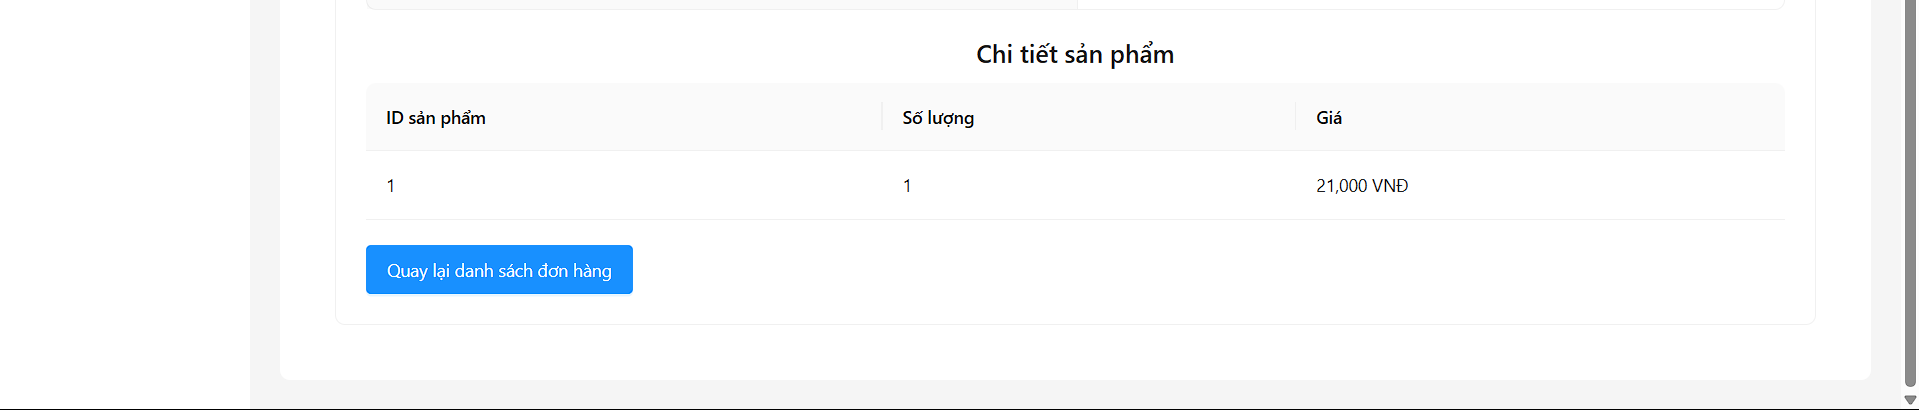 Chi tiết sản phẩm
ID sản phẩm Số lượng Giá
1 1 21,000 VNĐ
Quay lại danh sách đơn hàng